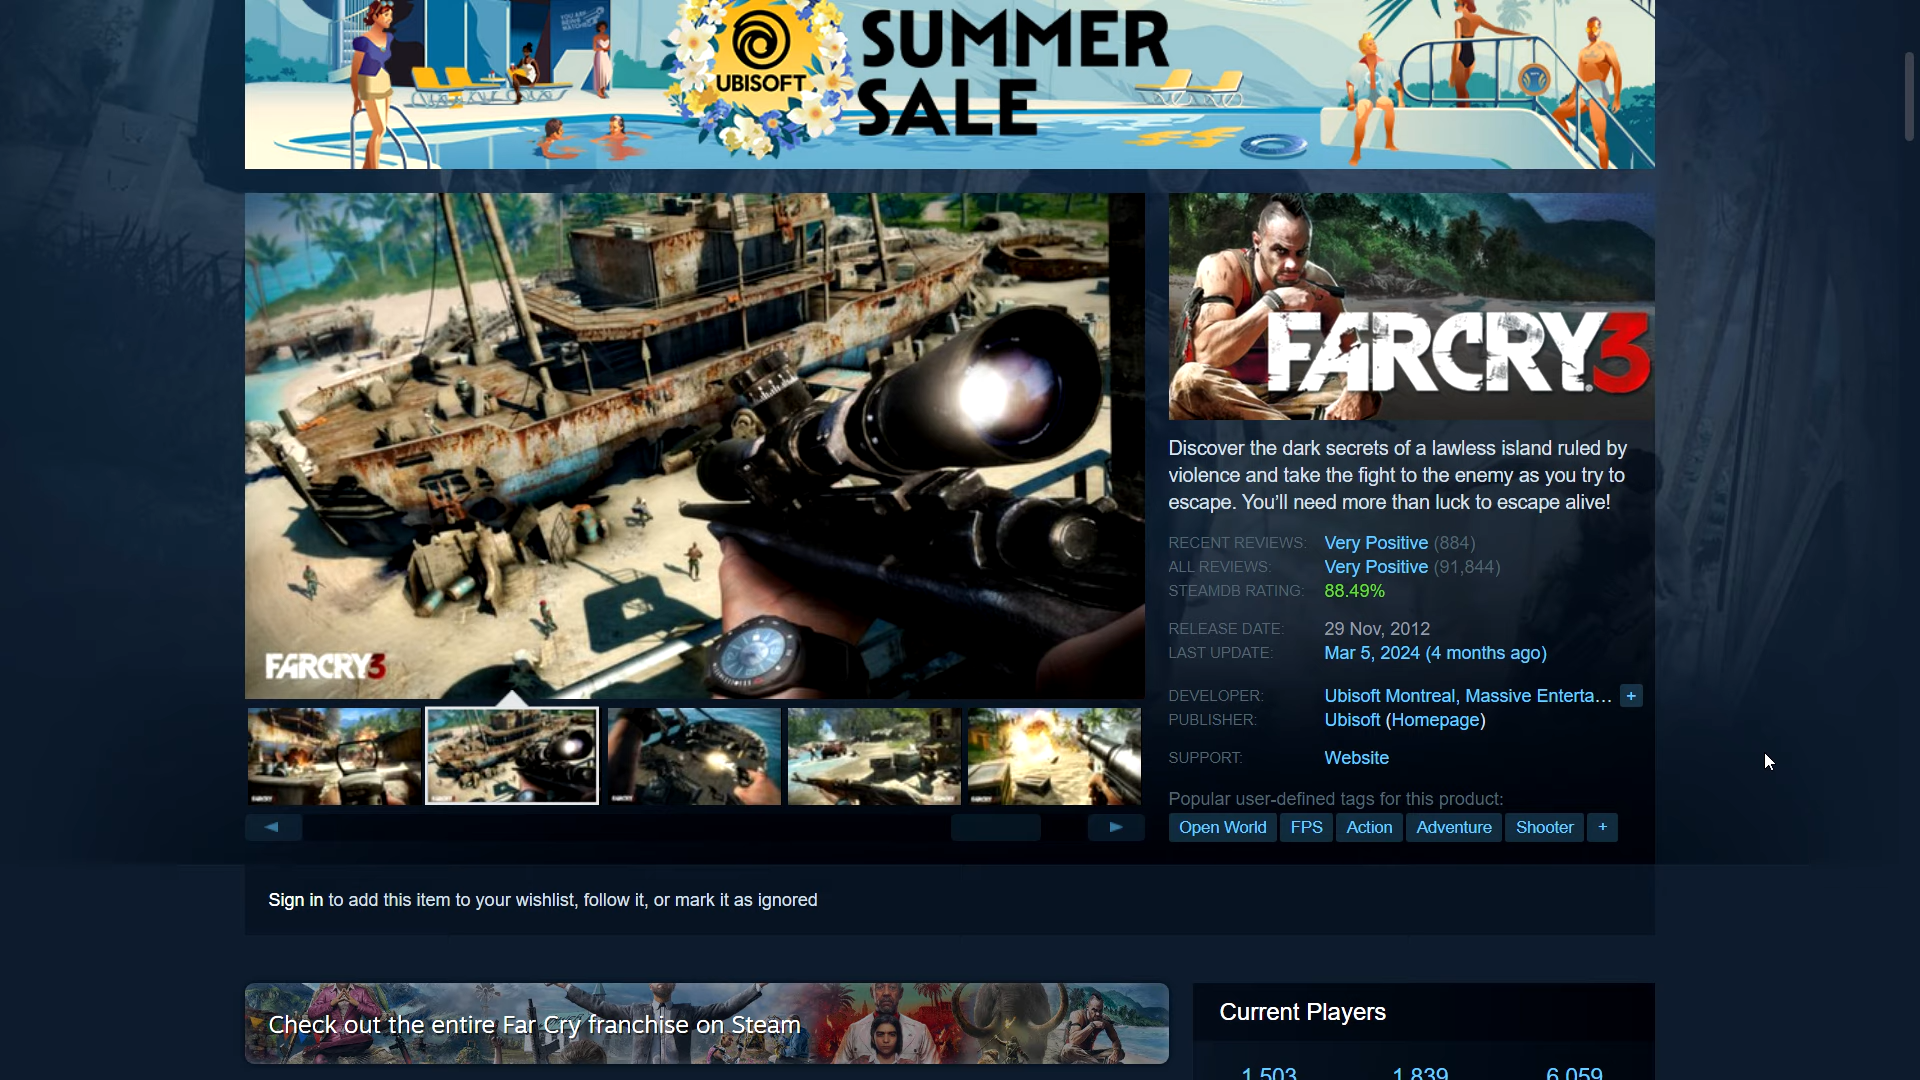 UBISOFT
SUMMER
SALE
FARCRY3
FARCRY3
Discover the dark secrets of a lawless island ruled by
violence and take the fight to the enemy as you try to
escape. You’ll need more than luck to escape alive!
RECENT REVIEWS: Very Positive (884)
ALL REVIEWS: Very Positive (91,844)
STEAMDB RATING: 88.49%
RELEASE DATE: 29 Nov, 2012
LAST UPDATE: Mar 5, 2024 (4 months ago)
DEVELOPER: Ubisoft Montreal, Massive Enterta... +
PUBLISHER: Ubisoft (Homepage)
SUPPORT: Website
Popular user-defined tags for this product:
Open World FPS Action Adventure Shooter +
Sign in to add this item to your wishlist, follow it, or mark it as ignored
Check out the entire Far Cry franchise on Steam
Current Players
1,503 1,839 6,059